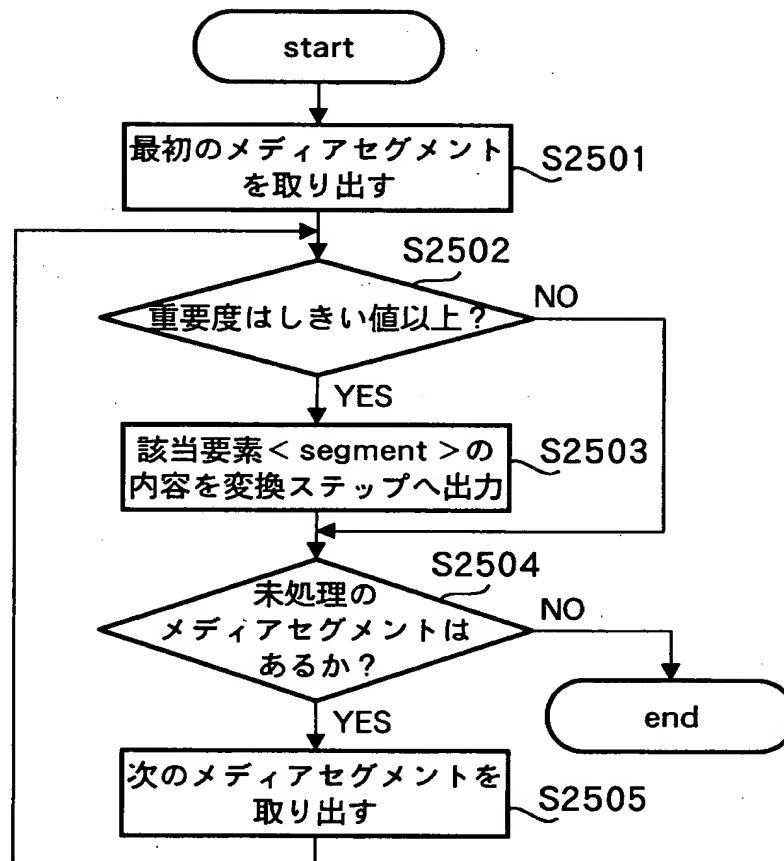 start
最初のメディアセグメント
を取り出す
S2501
S2502
重要度はしきい値以上？
NO
YES
該当要素＜segment＞の
内容を変換ステップへ出力
S2503
S2504
未処理の
メディアセグメントは
あるか？
NO
YES
end
次のメディアセグメントを
取り出す
S2505